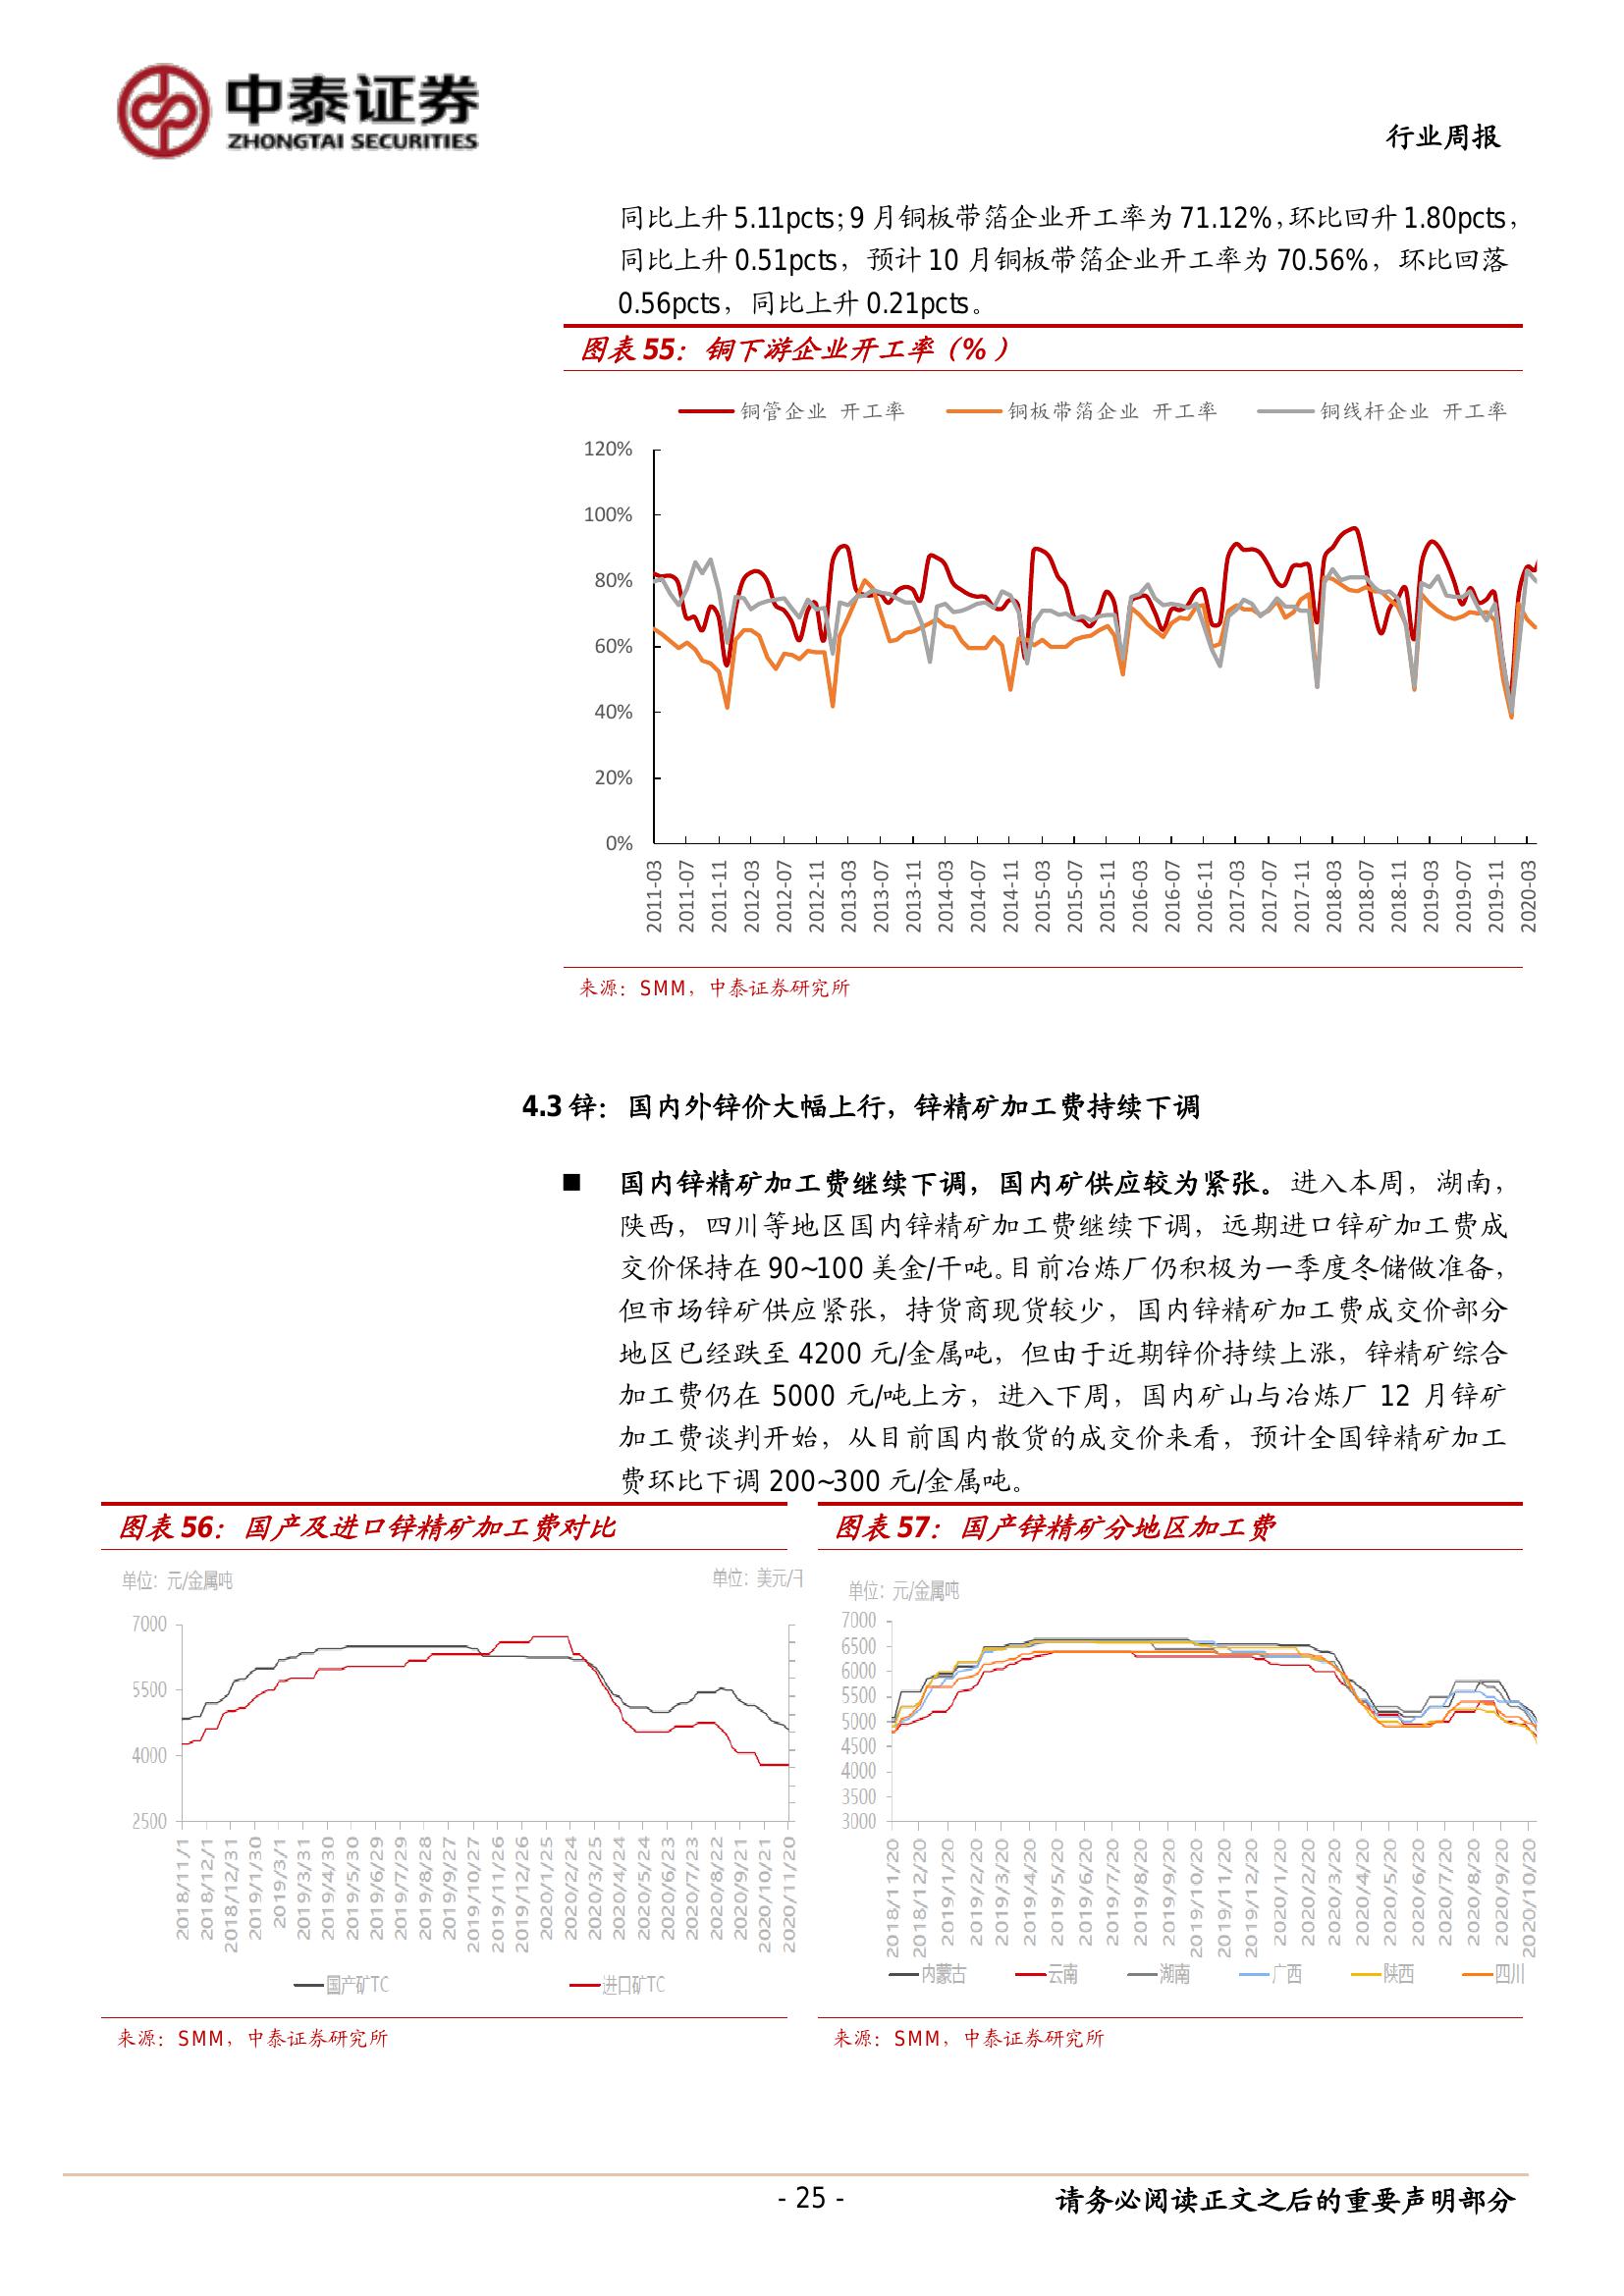 中泰证券
ZHONGTAI SECURITIES
行业周报
同比上升 5.11pcts；9 月铜板带箔企业开工率为 71.12%，环比回升 1.80pcts，
同比上升 0.51pcts，预计 10 月铜板带箔企业开工率为 70.56%，环比回落
0.56pcts，同比上升 0.21pcts。
图表 55：铜下游企业开工率（%）
铜管企业 开工率 铜板带箔企业 开工率 铜线杆企业 开工率
120%
100%
80%
60%
40%
20%
0%
2011-03 2011-07 2011-11 2012-03 2012-07 2012-11 2013-03 2013-07 2013-11 2014-03 2014-07 2014-11 2015-03 2015-07 2015-11 2016-03 2016-07 2016-11 2017-03 2017-07 2017-11 2018-03 2018-07 2018-11 2019-03 2019-07 2019-11 2020-03
来源：SMM，中泰证券研究所
4.3 锌：国内外锌价大幅上行，锌精矿加工费持续下调
■ 国内锌精矿加工费继续下调，国内矿供应较为紧张。进入本周，湖南，
陕西，四川等地区国内锌精矿加工费继续下调，远期进口锌矿加工费成
交价保持在 90~100 美金/干吨。目前冶炼厂仍积极为一季度冬储做准备，
但市场锌矿供应紧张，持货商现货较少，国内锌精矿加工费成交价部分
地区已经跌至 4200 元/金属吨，但由于近期锌价持续上涨，锌精矿综合
加工费仍在 5000 元/吨上方，进入下周，国内矿山与冶炼厂 12 月锌矿
加工费谈判开始，从目前国内散货的成交价来看，预计全国锌精矿加工
费环比下调 200~300 元/金属吨。
图表 56：国产及进口锌精矿加工费对比
单位：元/金属吨 单位：美元/
7000
5500
4000
2500
2018/11/1 2018/12/1 2018/12/31 2019/1/30 2019/3/1 2019/3/31 2019/4/30 2019/5/30 2019/6/29 2019/7/29 2019/8/28 2019/9/27 2019/10/27 2019/11/26 2019/12/26 2020/1/25 2020/2/24 2020/3/25 2020/4/24 2020/5/24 2020/6/23 2020/7/23 2020/8/22 2020/9/21 2020/10/21 2020/11/20
国产矿TC 进口矿TC
来源：SMM，中泰证券研究所
图表 57：国产锌精矿分地区加工费
单位：元/金属吨
7000
6500
6000
5500
5000
4500
4000
3500
3000
2018/11/20 2018/12/20 2019/1/20 2019/2/20 2019/3/20 2019/4/20 2019/5/20 2019/6/20 2019/7/20 2019/8/20 2019/9/20 2019/10/20 2019/11/20 2019/12/20 2020/1/20 2020/2/20 2020/3/20 2020/4/20 2020/5/20 2020/6/20 2020/7/20 2020/8/20 2020/9/20 2020/10/20
内蒙古 云南 湖南 广西 陕西 四川
来源：SMM，中泰证券研究所
- 25 -
请务必阅读正文之后的重要声明部分